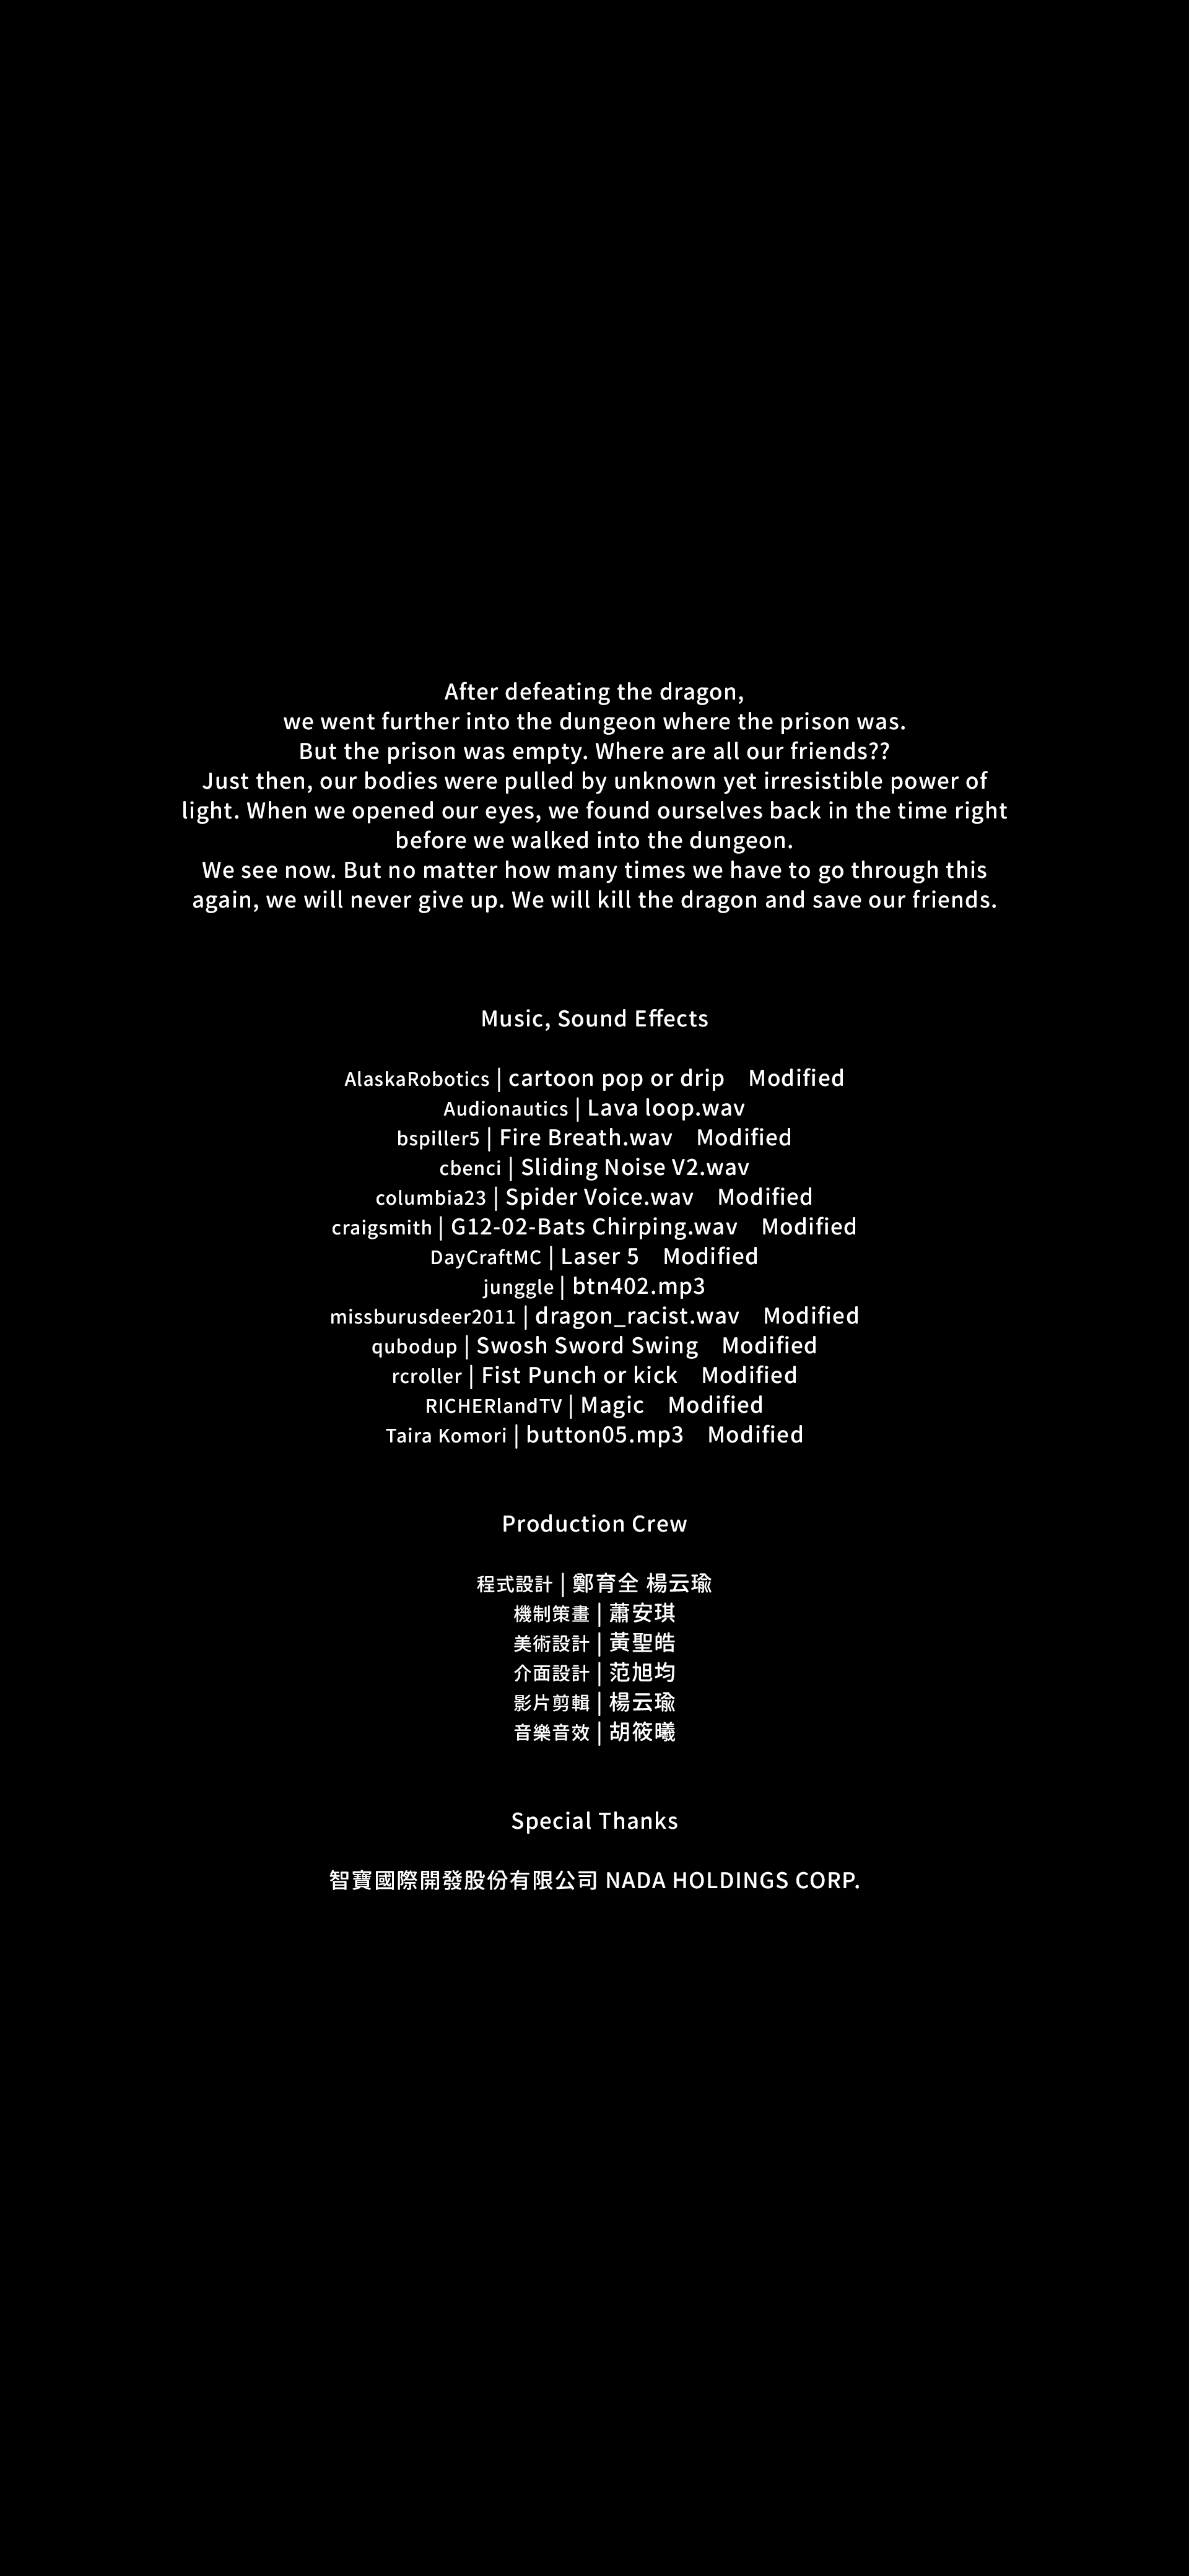 After defeating the dragon,
we went further into the dungeon where the prison was.
But the prison was empty. Where are all our friends??
Just then, our bodies were pulled by unknown yet irresistible power of
light. When we opened our eyes, we found ourselves back in the time right
before we walked into the dungeon.
We see now. But no matter how many times we have to go through this
again, we will never give up. We will kill the dragon and save our friends.
Music, Sound Effects
AlaskaRobotics | cartoon pop or drip Modified
Audionautics | Lava loop.wav
bspiller5 | Fire Breath.wav Modified
cbenci | Sliding Noise V2.wav
columbia23 | Spider Voice.wav Modified
craigsmith | G12-02-Bats Chirping.wav Modified
DayCraftMC | Laser 5 Modified
junggle | btn402.mp3
missburusdeer2011 | dragon_racist.wav Modified
qubodup | Swosh Sword Swing Modified
rcroller | Fist Punch or kick Modified
RICHERlandTV | Magic Modified
Taira Komori | button05.mp3 Modified
Production Crew
程式設計 | 鄭育全 楊云瑜
機制策畫 | 蕭安琪
美術設計 | 黃聖皓
介面設計 | 范旭均
影片剪輯 | 楊云瑜
音樂音效 | 胡筱曦
Special Thanks
智寶國際開發股份有限公司 NADA HOLDINGS CORP.